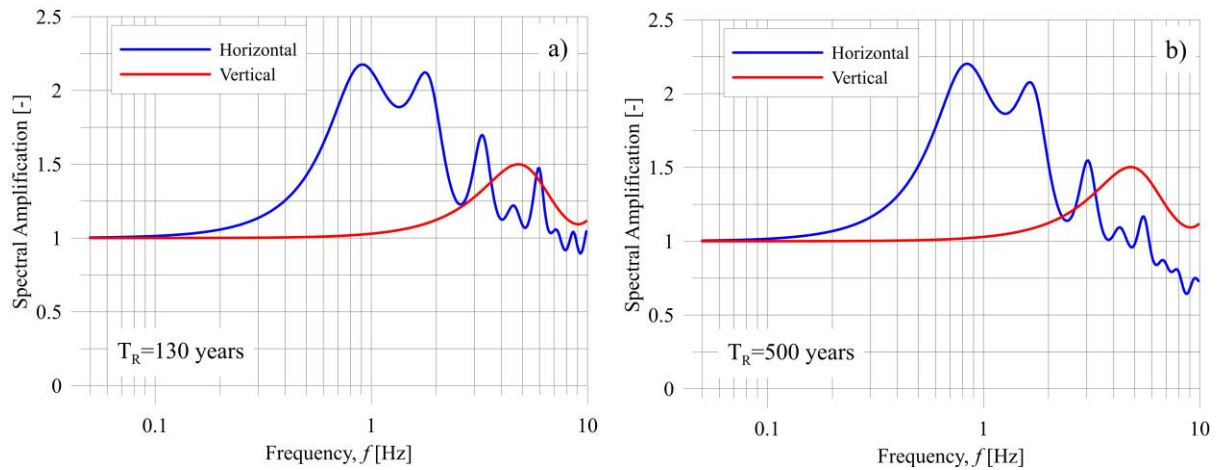 2.5
2
1.5
1
0.5
0
Spectral Amplification [-]
Horizontal
Vertical
a)
T_R=130 years
0.1
1
10
Frequency, f [Hz]
2.5
2
1.5
1
0.5
0
Spectral Amplification [-]
Horizontal
Vertical
b)
T_R=500 years
0.1
1
10
Frequency, f [Hz]